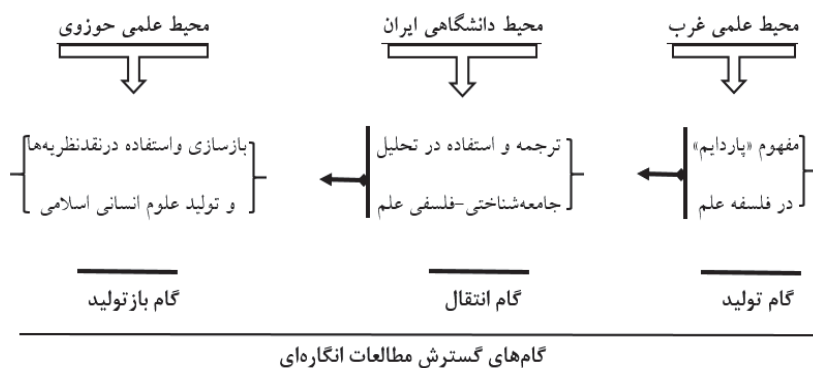 محیط علمی غرب
محیط دانشگاهی ایران
محیط علمی حوزوی
مفهوم «پاردایم»
در فلسفه علم
ترجمه و استفاده در تحلیل
جامعه‌شناختی-فلسفی علم
بازسازی واستفاده درنقدنظریه‌ها
و تولید علوم انسانی اسلامی
گام تولید
گام انتقال
گام بازتولید
گام‌های گسترش مطالعات انگاره‌ای